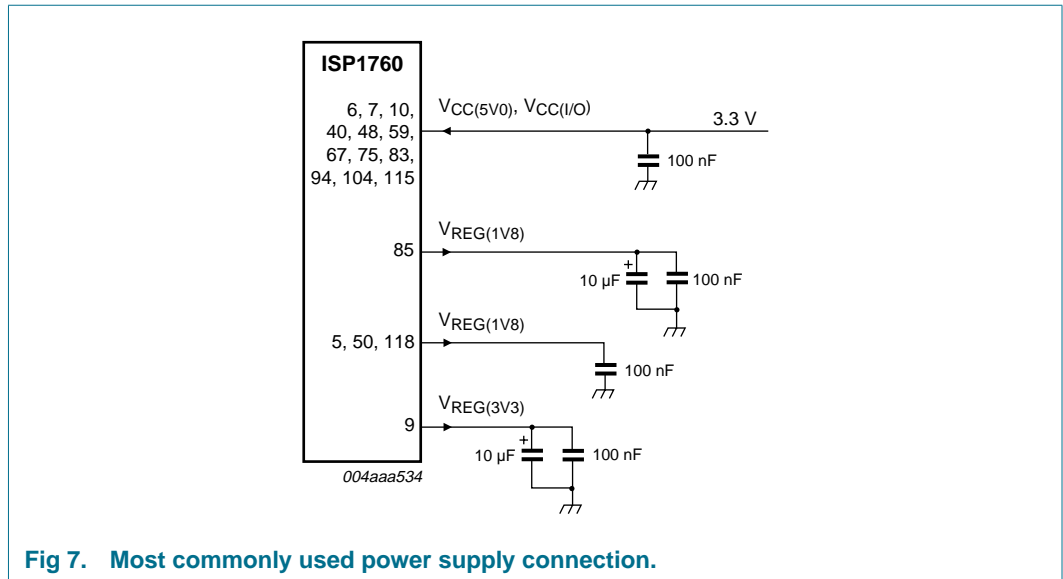 ISP1760
6, 7, 10,
40, 48, 59,
67, 75, 83,
94, 104, 115
VCC(5V0), VCC(I/O)
3.3 V
100 nF
85
VREG(1V8)
+
10 µF
100 nF
5, 50, 118
VREG(1V8)
100 nF
9
VREG(3V3)
+
10 µF
100 nF
004aaa534
Fig 7. Most commonly used power supply connection.